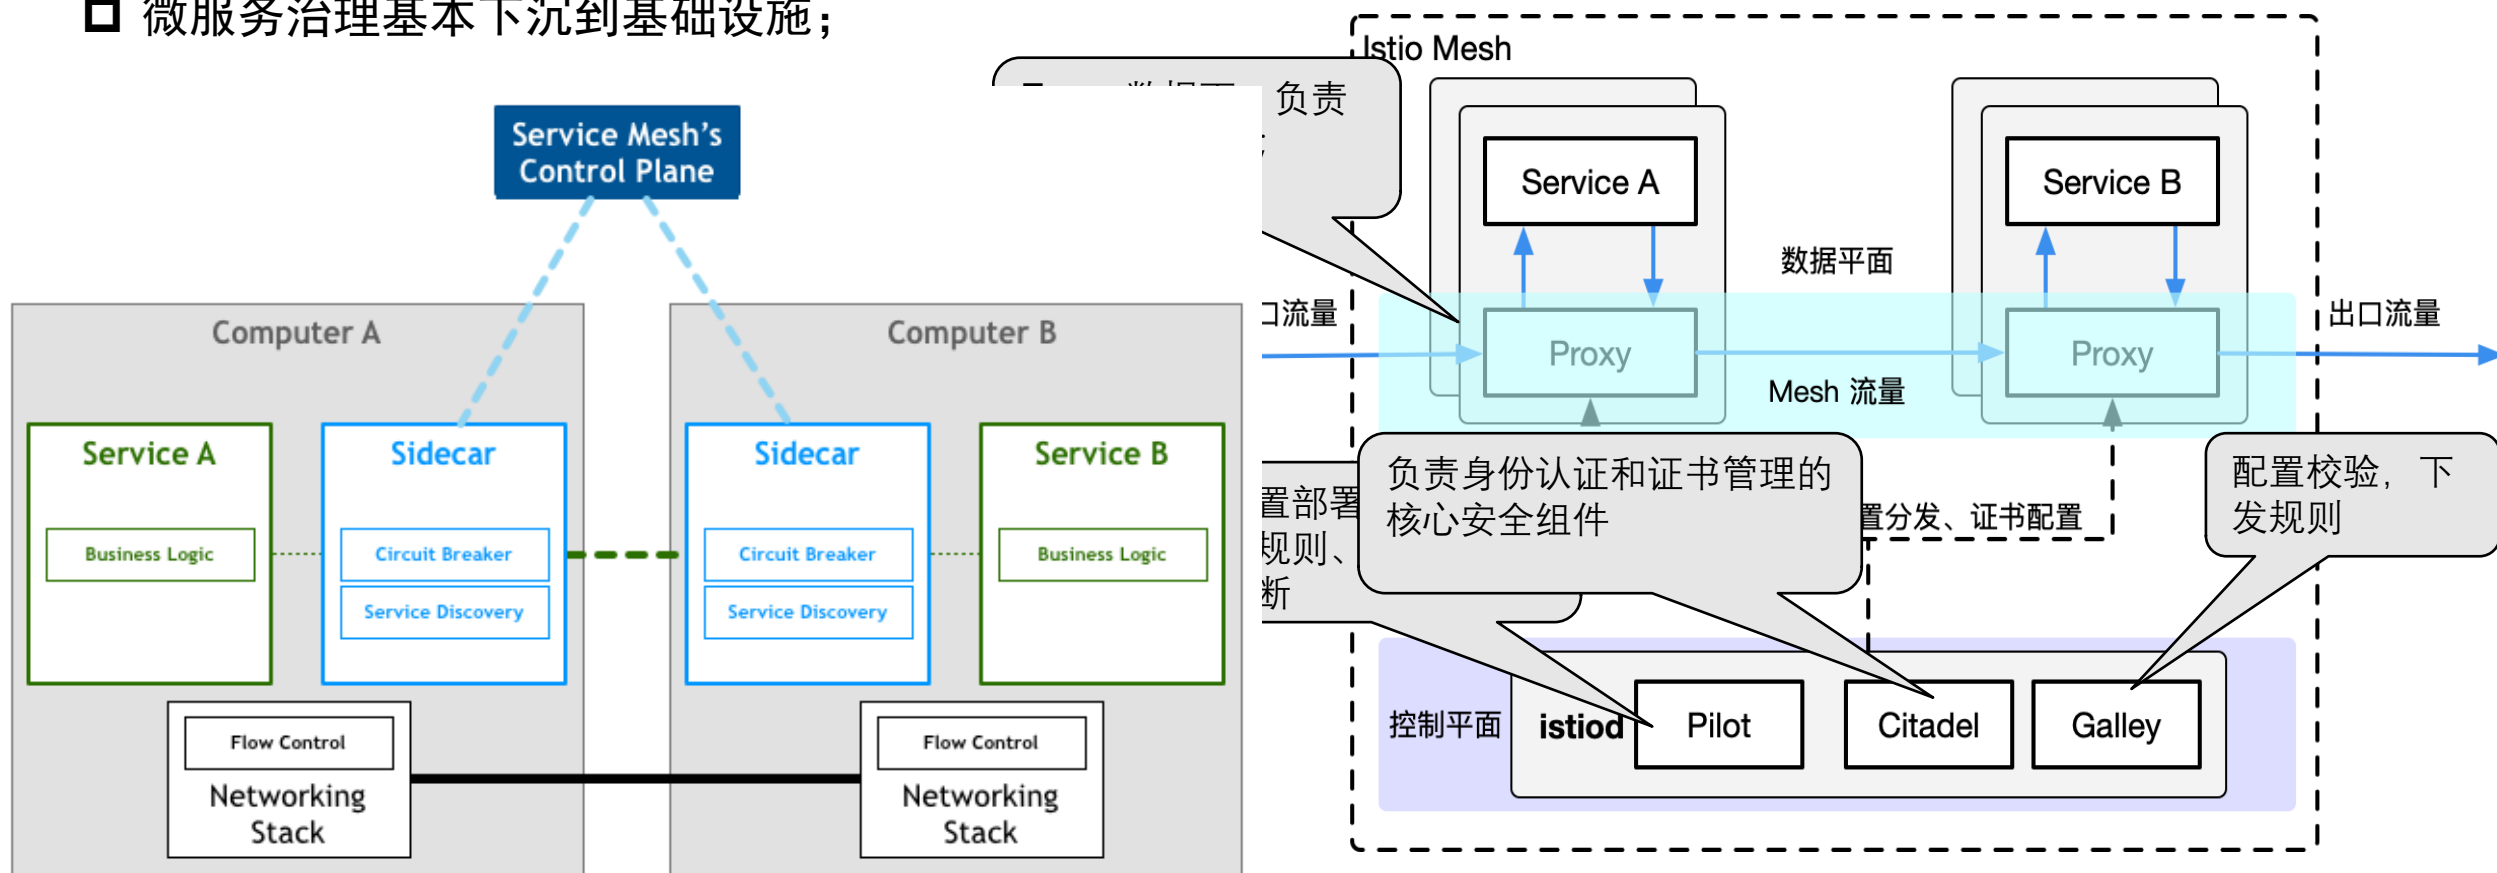 微服务治理基本下沉到基础设施；
Service Mesh's
Control Plane
Computer A
Computer B
Service A
Sidecar
Sidecar
Service B
Business Logic
Circuit Breaker
Circuit Breaker
Business Logic
Service Discovery
Service Discovery
Flow Control
Networking
Stack
Flow Control
Networking
Stack
Istio Mesh
负责
Service A
Service B
数据平面
口流量
出口流量
Proxy
Proxy
Mesh 流量
负责身份认证和证书管理的
核心安全组件
配置校验，下
发规则
置部署
规则、
断
置分发、证书配置
控制平面
istiod
Pilot
Citadel
Galley